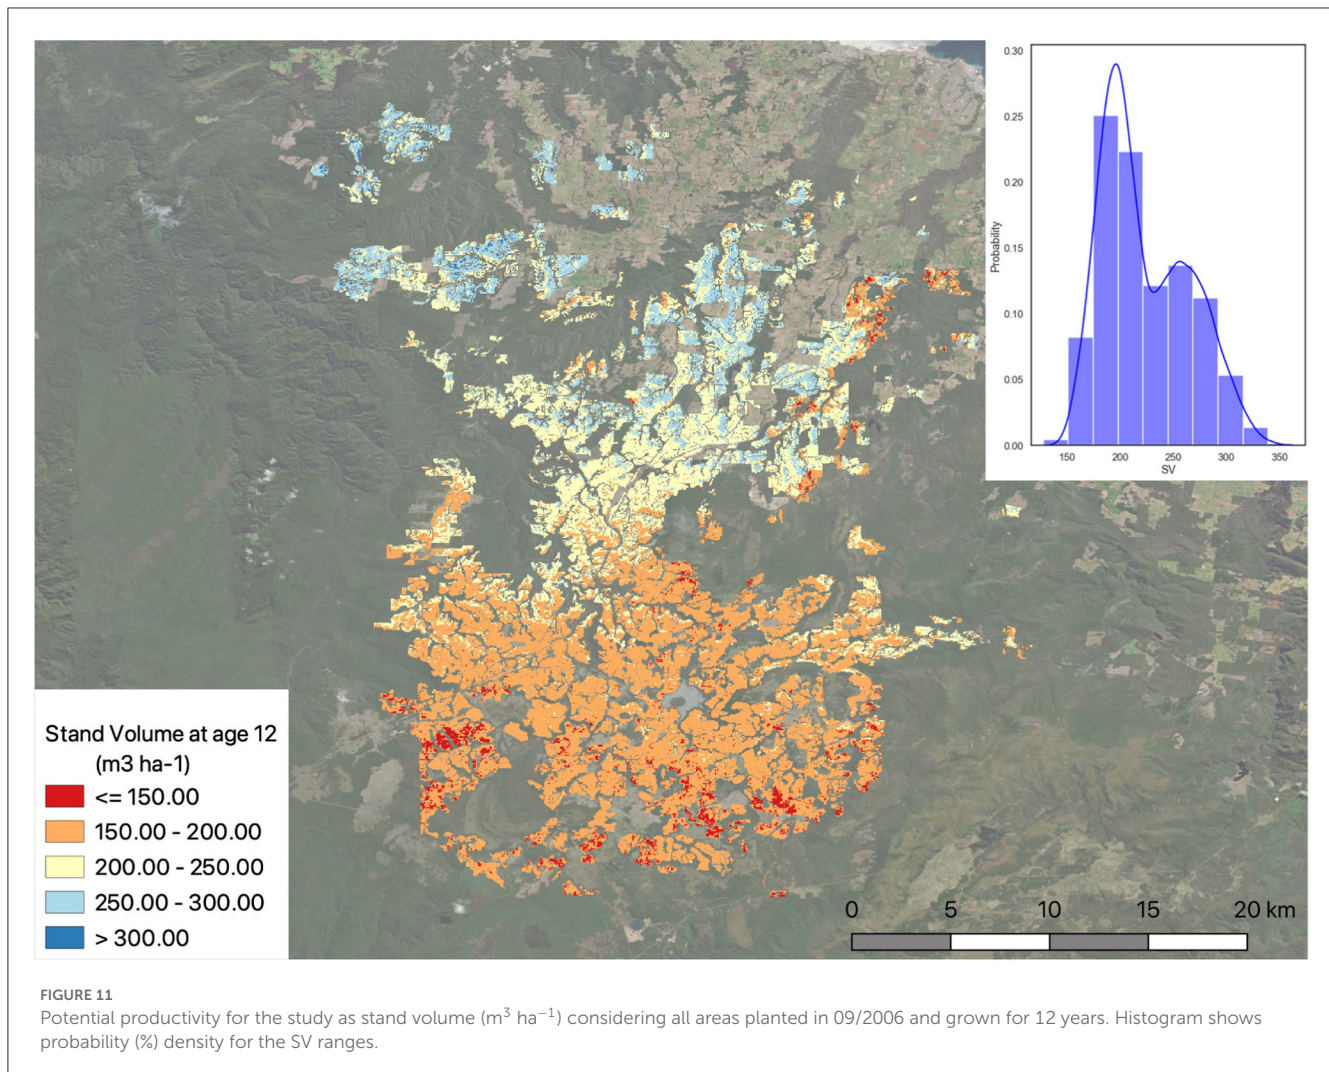 0.30
0.25
0.20
0.15
0.10
0.05
0.00
Probability
150 200 250 300 350
SV
Stand Volume at age 12
(m3 ha-1)
<= 150.00
150.00 - 200.00
200.00 - 250.00
250.00 - 300.00
> 300.00
0 5 10 15 20 km
FIGURE 11
Potential productivity for the study as stand volume (m³ ha⁻¹) considering all areas planted in 09/2006 and grown for 12 years. Histogram shows
probability (%) density for the SV ranges.